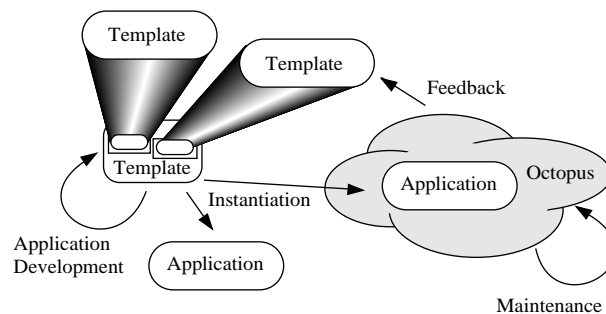 Template
Template
Feedback
Template
Application
Octopus
Instantiation
Application
Development
Application
Maintenance